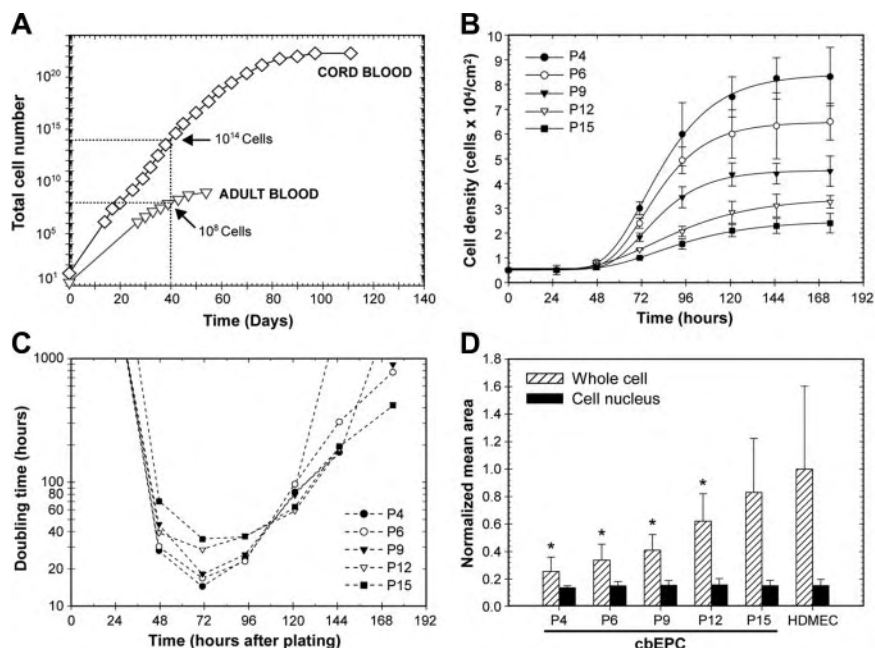 A
Total cell number
10^20
10^15
10^10
10^5
10^1
CORD BLOOD
10^14 Cells
ADULT BLOOD
10^8 Cells
0 20 40 60 80 100 120 140
Time (Days)
B
Cell density (cells x 10^4/cm^2)
10
9
8
7
6
5
4
3
2
1
0
P4
P6
P9
P12
P15
0 24 48 72 96 120 144 168 192
Time (hours)
C
Doubling time (hours)
1000
100
80
60
40
20
10
P4
P6
P9
P12
P15
0 24 48 72 96 120 144 168 192
Time (hours after plating)
D
Normalized mean area
1.8
1.6
1.4
1.2
1.0
0.8
0.6
0.4
0.2
0.0
Whole cell
Cell nucleus
* * * *
P4 P6 P9 P12 P15 HDMEC
cbEPC